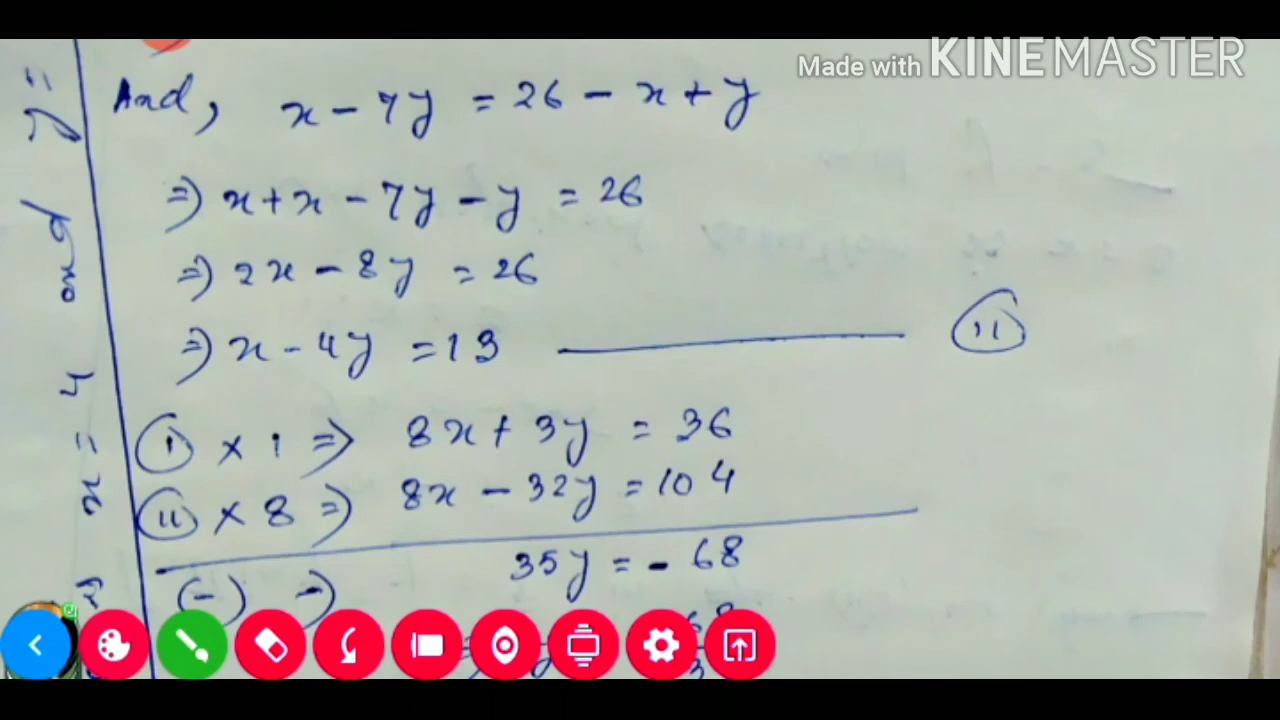 Made with KINEMASTER
And, x - 7y = 26 - x + y
⇒ x + x - 7y - y = 26
⇒ 2x - 8y = 26
⇒ x - 4y = 13 ——— (ii)
(i) × 1 ⇒ 8x + 3y = 36
(ii) × 8 ⇒ 8x - 32y = 104
(-) ⇒ 35y = - 68
x = 4 and y =